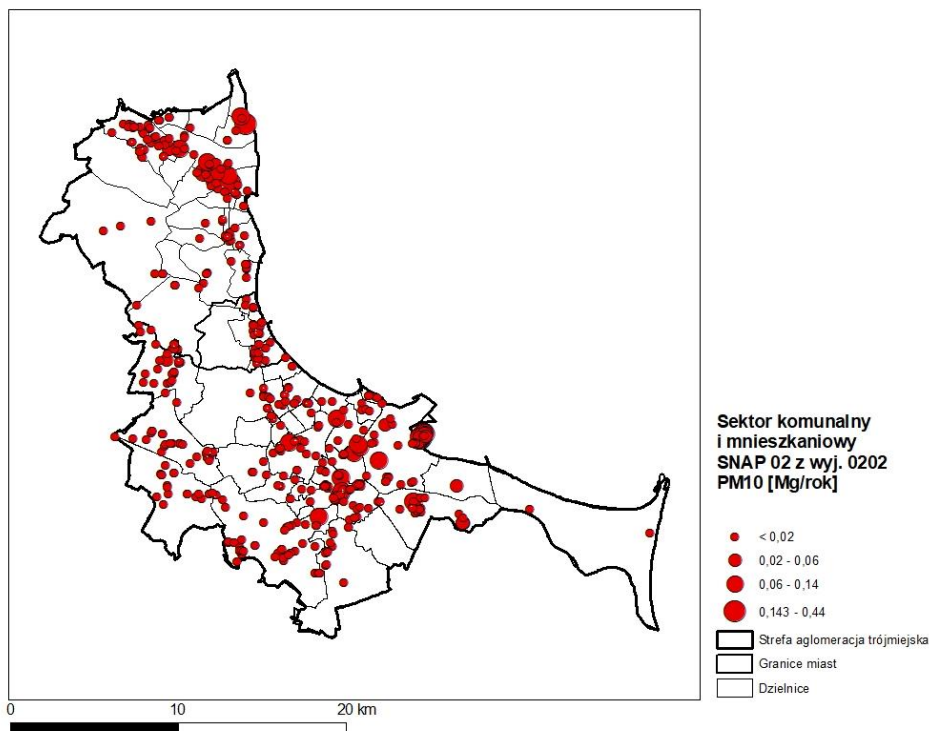 Sektor komunalny
i mnieszkaniowy
SNAP 02 z wyj. 0202
PM10 [Mg/rok]
< 0,02
0,02 - 0,06
0,06 - 0,14
0,143 - 0,44
Strefa aglomeracja trójmiejska
Granice miast
Dzielnice
0 10 20 km